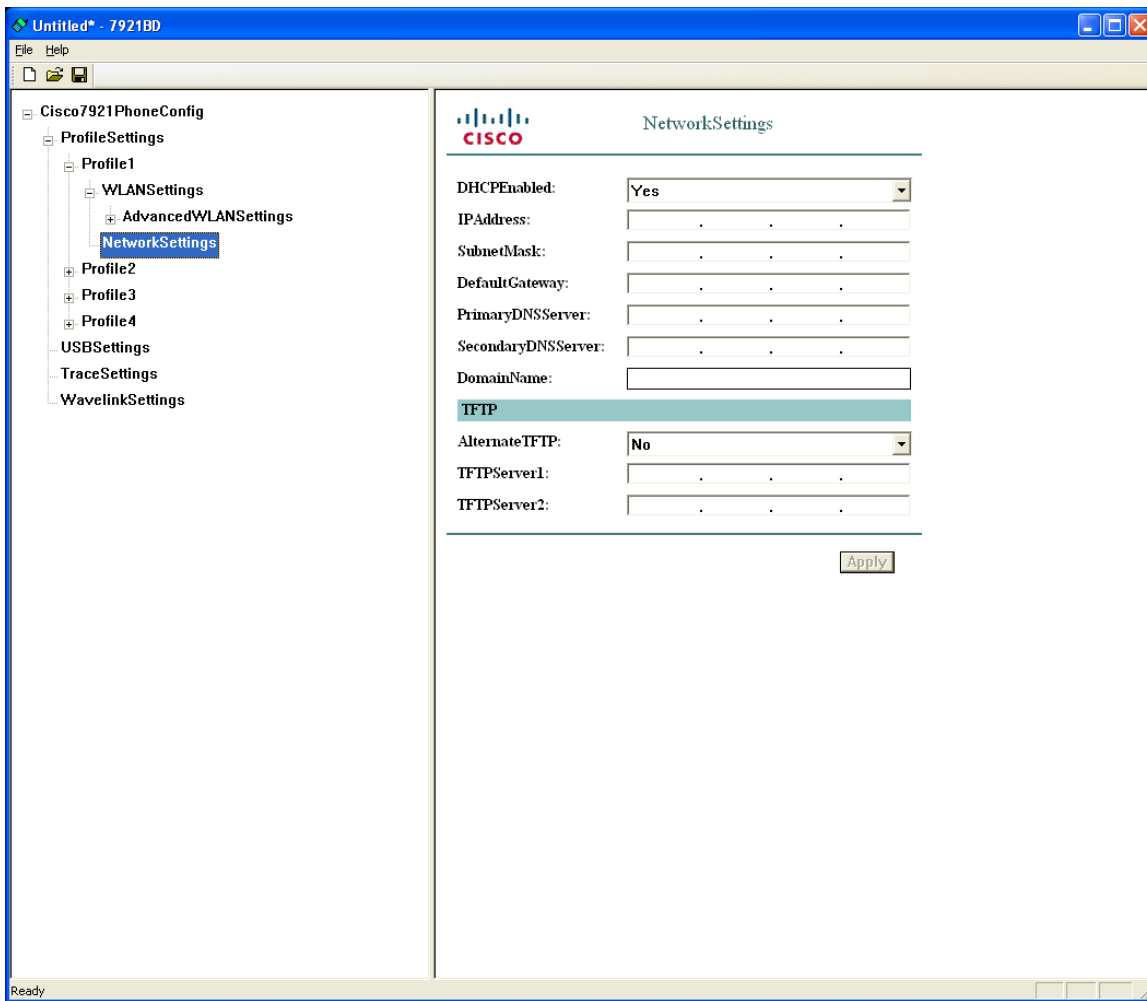 Untitled* - 7921BD
File Help
Cisco7921PhoneConfig
ProfileSettings
Profile1
WLANSettings
AdvancedWLANSettings
NetworkSettings
Profile2
Profile3
Profile4
USBSettings
TraceSettings
WavelinkSettings
CISCO
NetworkSettings
DHCPEnabled: Yes
IPAddress: . . .
SubnetMask: . . .
DefaultGateway: . . .
PrimaryDNSServer: . . .
SecondaryDNSServer: . . .
DomainName:
TFTP
AlternateTFTP: No
TFTPServer1: . . .
TFTPServer2: . . .
Apply
Ready